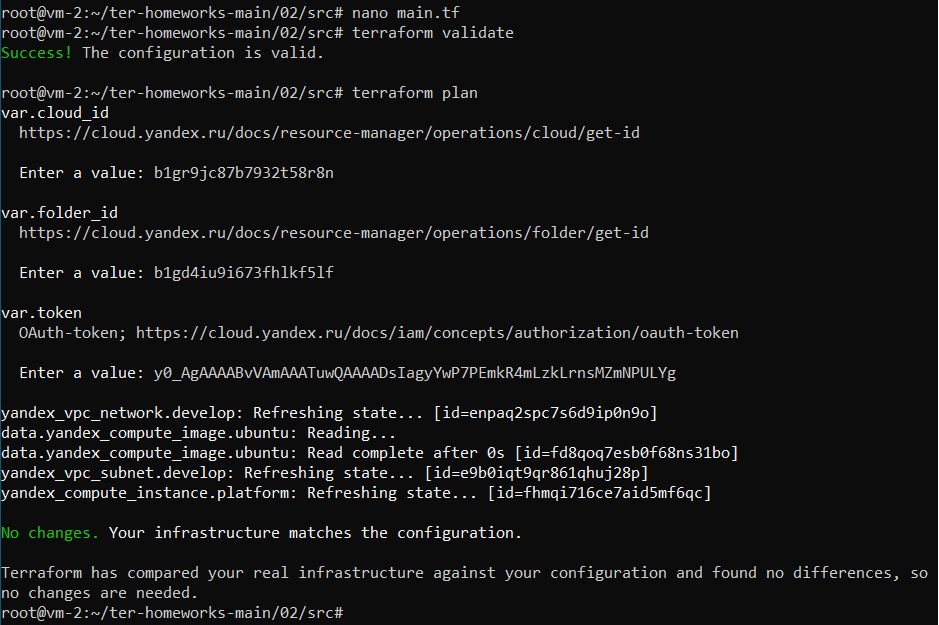 root@vm-2:~/ter-homeworks-main/02/src# nano main.tf
root@vm-2:~/ter-homeworks-main/02/src# terraform validate
Success! The configuration is valid.
root@vm-2:~/ter-homeworks-main/02/src# terraform plan
var.cloud_id
https://cloud.yandex.ru/docs/resource-manager/operations/cloud/get-id
Enter a value: b1gr9jc87b7932t58r8n
var.folder_id
https://cloud.yandex.ru/docs/resource-manager/operations/folder/get-id
Enter a value: b1gd4iu9i673fhlkf5lf
var.token
OAuth-token; https://cloud.yandex.ru/docs/iam/concepts/authorization/oauth-token
Enter a value: y0_AgAAAABvVAmAAATuwQAAAADsIagyYwP7PEmkR4mLzkLrnsMZmNPULYg
yandex_vpc_network.develop: Refreshing state... [id=enpaq2spc7s6d9ip0n9o]
data.yandex_compute_image.ubuntu: Reading...
data.yandex_compute_image.ubuntu: Read complete after 0s [id=fd8qoq7esb0f68ns31bo]
yandex_vpc_subnet.develop: Refreshing state... [id=e9b0iqt9qr861qhuj28p]
yandex_compute_instance.platform: Refreshing state... [id=fhmqi716ce7aid5mf6qc]
No changes. Your infrastructure matches the configuration.
Terraform has compared your real infrastructure against your configuration and found no differences, so
no changes are needed.
root@vm-2:~/ter-homeworks-main/02/src#